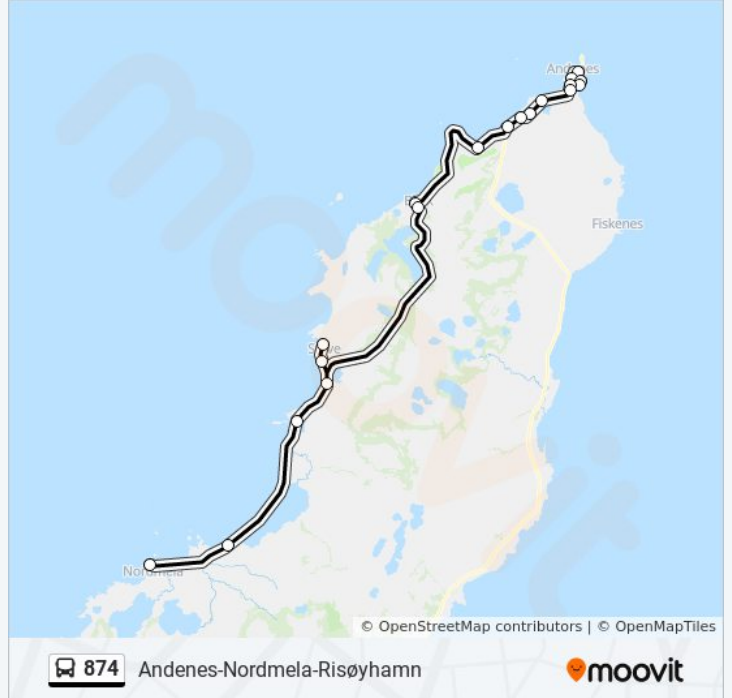 Andenes
Fiskenes
Nordmela
© OpenStreetMap contributors | © OpenMapTiles
874 Andenes-Nordmela-Risøyhamn
moovit